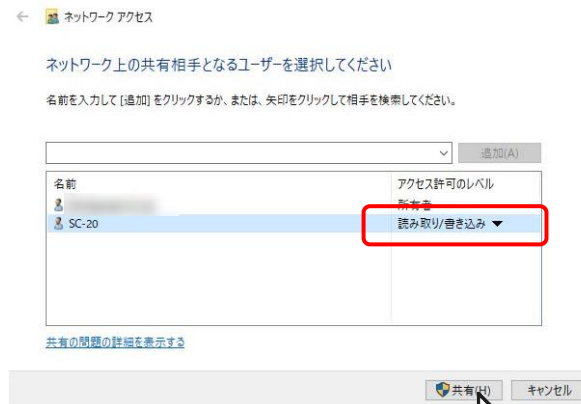 ネットワーク アクセス
ネットワーク上の共有相手となるユーザーを選択してください
名前を入力して [追加] をクリックするか、または、矢印をクリックして相手を検索してください。
追加(A)
名前 アクセス許可のレベル
所有者
SC-20 読み取り/書き込み
共有の問題の詳細を表示する
共有(H) キャンセル